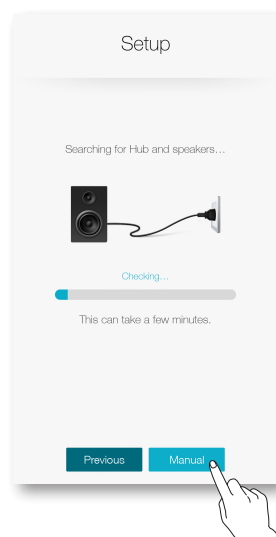 Setup
Searching for Hub and speakers…
Checking…
This can take a few minutes.
Previous
Manual